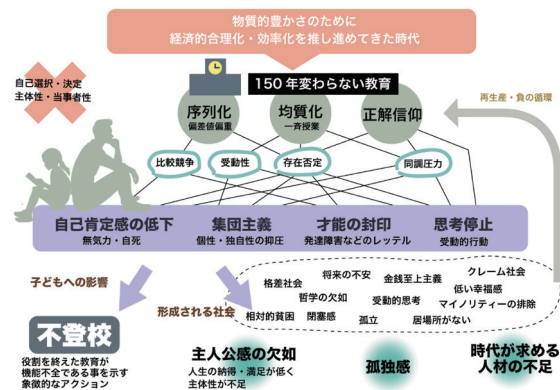 物質的豊かさのために
経済的合理化・効率化を推し進めてきた時代
150年変わらない教育
自己選択・決定
主体性・当事者性
序列化
偏差値偏重
均質化
一斉授業
正解信仰
再生産・負の循環
比較競争
受動性
存在否定
同調圧力
自己肯定感の低下
無気力・自死
集団主義
個性・独自性の抑圧
才能の封印
発達障害などのレッテル
思考停止
受動的行動
子どもへの影響
形成される社会
格差社会
将来の不安
金銭至上主義
クレーム社会
哲学の欠如
受動的思考
低い幸福感
マイノリティーの排除
相対的貧困
閉塞感
孤立
居場所がない
不登校
役割を終えた教育が
機能不全である事を示す
象徴的なアクション
主人公感の欠如
人生の納得・満足が低く
主体性が不足
孤独感
時代が求める
人材の不足